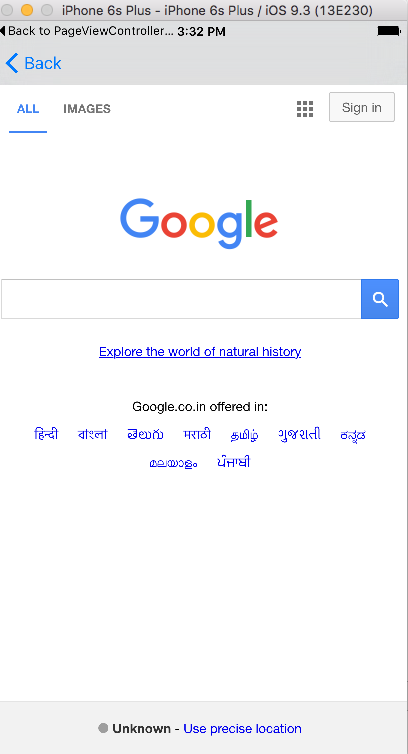 iPhone 6s Plus - iPhone 6s Plus / iOS 9.3 (13E230)
Back to PageViewController... 3:32 PM
Back
ALL IMAGES Sign in
Google
Explore the world of natural history
Google.co.in offered in:
हिन्दी বাংলা తెలుగు मराठी தமிழ் ગુજરાતી ಕನ್ನಡ
മലയാളം ਪੰਜਾਬੀ
Unknown - Use precise location